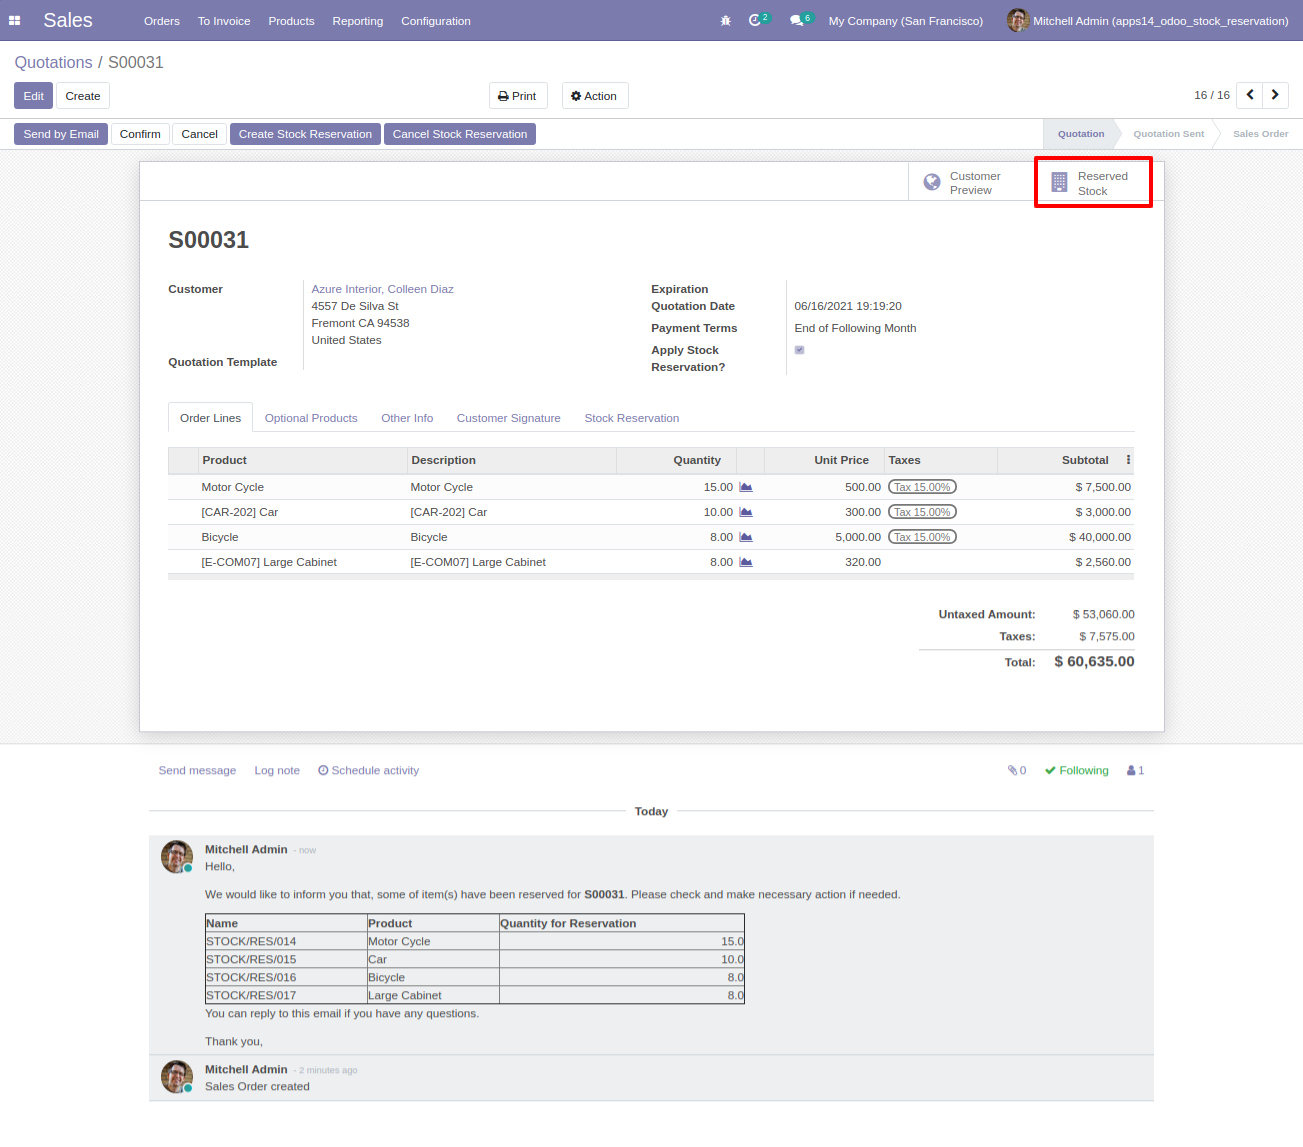 Sales Orders To Invoice Products Reporting Configuration 2 6 My Company (San Francisco) Mitchell Admin (apps14_odoo_stock_reservation)
Quotations / S00031
Edit Create Print Action 16 / 16
Send by Email Confirm Cancel Create Stock Reservation Cancel Stock Reservation Quotation Quotation Sent Sales Order
Customer Preview
Reserved Stock
S00031
Customer Azure Interior, Colleen Diaz
4557 De Silva St
Fremont CA 94538
United States
Quotation Template
Expiration
Quotation Date 06/16/2021 19:19:20
Payment Terms End of Following Month
Apply Stock
Reservation?
Order Lines Optional Products Other Info Customer Signature Stock Reservation
Product Description Quantity Unit Price Taxes Subtotal
Motor Cycle Motor Cycle 15.00 500.00 Tax 15.00% $ 7,500.00
[CAR-202] Car [CAR-202] Car 10.00 300.00 Tax 15.00% $ 3,000.00
Bicycle Bicycle 8.00 5,000.00 Tax 15.00% $ 40,000.00
[E-COM07] Large Cabinet [E-COM07] Large Cabinet 8.00 320.00 $ 2,560.00
Untaxed Amount: $ 53,060.00
Taxes: $ 7,575.00
Total: $ 60,635.00
Send message Log note Schedule activity 0 Following 1
Today
Mitchell Admin - now
Hello,
We would like to inform you that, some of item(s) have been reserved for S00031. Please check and make necessary action if needed.
Name Product Quantity for Reservation
STOCK/RES/014 Motor Cycle 15.0
STOCK/RES/015 Car 10.0
STOCK/RES/016 Bicycle 8.0
STOCK/RES/017 Large Cabinet 8.0
You can reply to this email if you have any questions.
Thank you,
Mitchell Admin - 2 minutes ago
Sales Order created